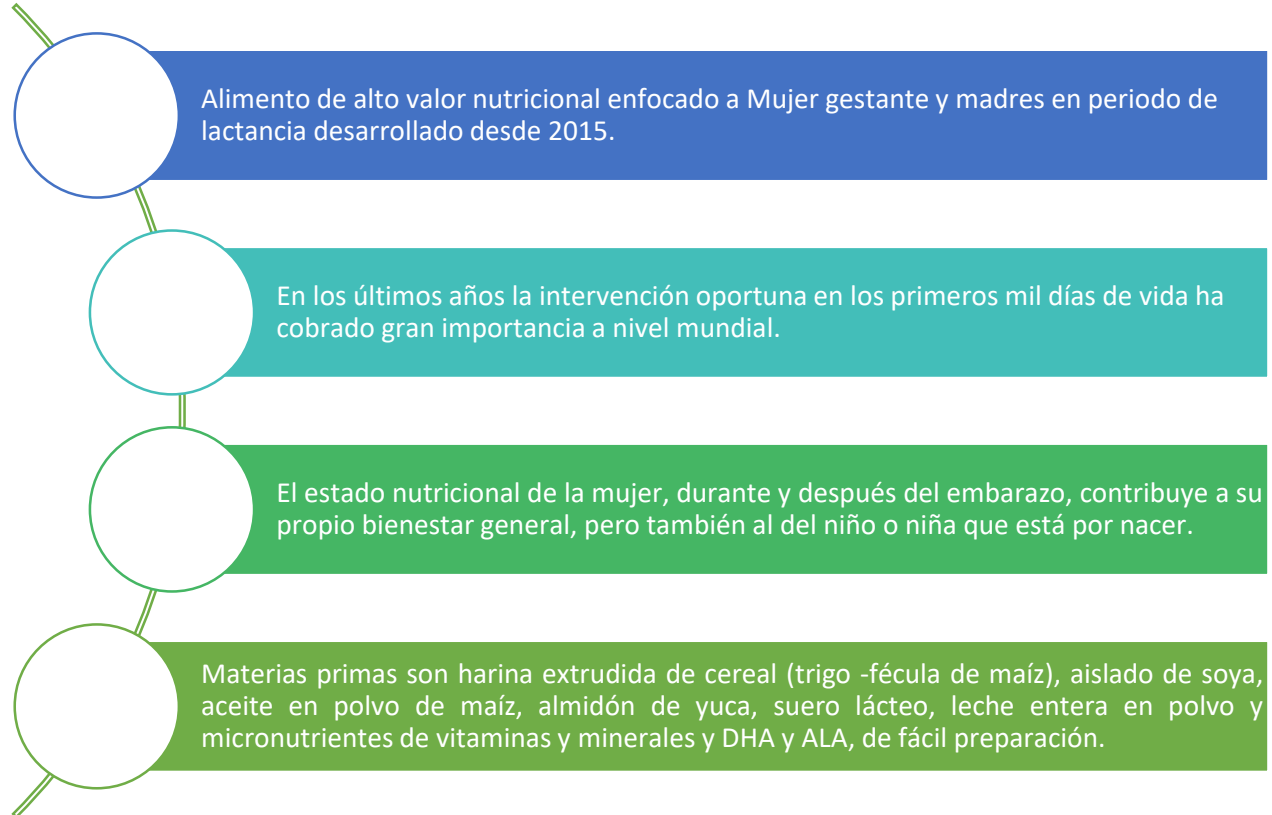 Alimento de alto valor nutricional enfocado a Mujer gestante y madres en periodo de
lactancia desarrollado desde 2015.
En los últimos años la intervención oportuna en los primeros mil días de vida ha
cobrado gran importancia a nivel mundial.
El estado nutricional de la mujer, durante y después del embarazo, contribuye a su
propio bienestar general, pero también al del niño o niña que está por nacer.
Materias primas son harina extrudida de cereal (trigo -fécula de maíz), aislado de soya,
aceite en polvo de maíz, almidón de yuca, suero lácteo, leche entera en polvo y
micronutrientes de vitaminas y minerales y DHA y ALA, de fácil preparación.